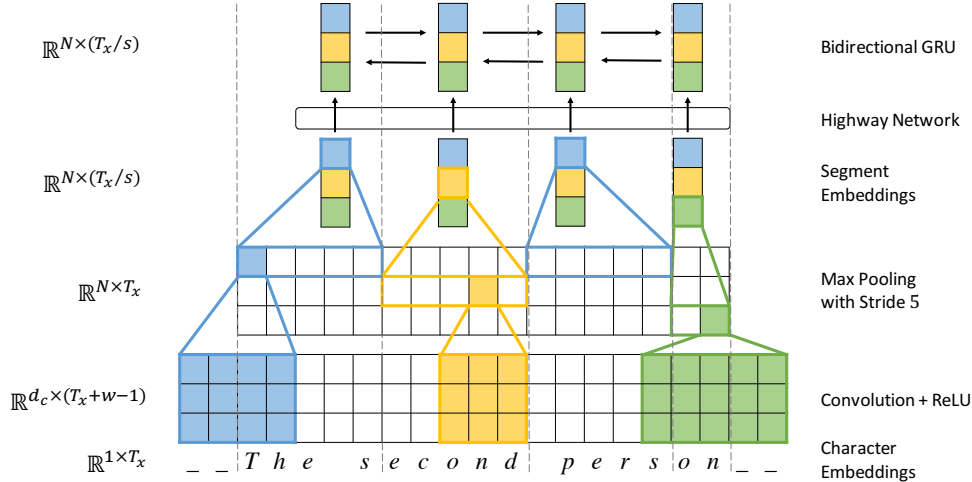 ℝ^{N×(T_x/s)} Bidirectional GRU
Highway Network
ℝ^{N×(T_x/s)} Segment
Embeddings
ℝ^{N×T_x} Max Pooling
with Stride 5
ℝ^{d_c×(T_x+w−1)} Convolution + ReLU
ℝ^{1×T_x} _ _ T h e s e c o n d p e r s o n _ _ Character
Embeddings